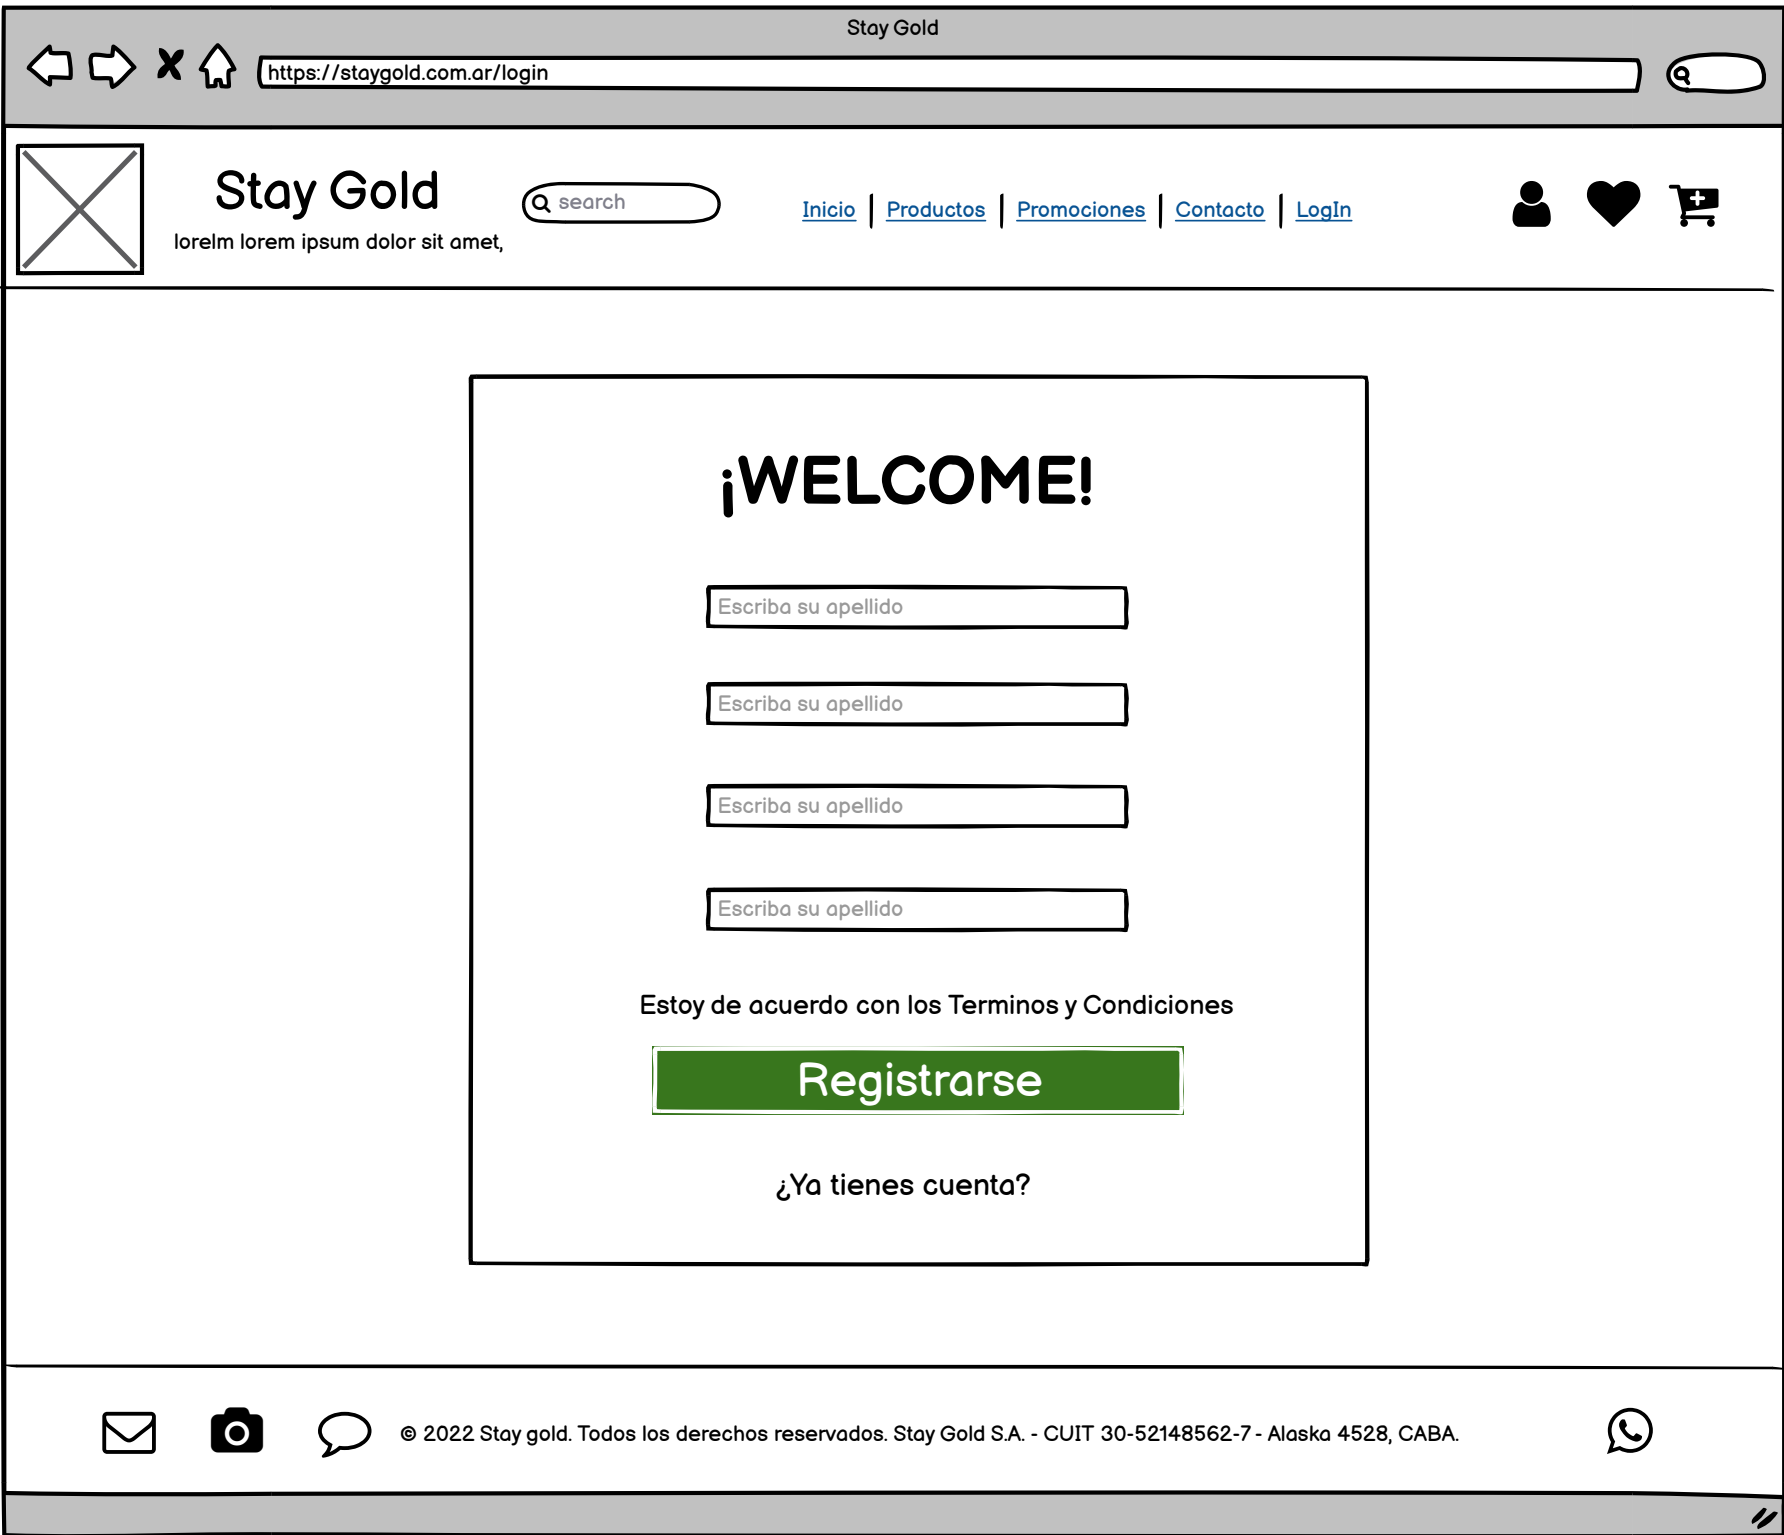 Stay Gold
https://staygold.com.ar/login
Stay Gold
lorelm lorem ipsum dolor sit amet,
search
Inicio | Productos | Promociones | Contacto | LogIn
¡WELCOME!
Escriba su apellido
Escriba su apellido
Escriba su apellido
Escriba su apellido
Estoy de acuerdo con los Terminos y Condiciones
Registrarse
¿Ya tienes cuenta?
© 2022 Stay gold. Todos los derechos reservados. Stay Gold S.A. - CUIT 30-52148562-7 - Alaska 4528, CABA.